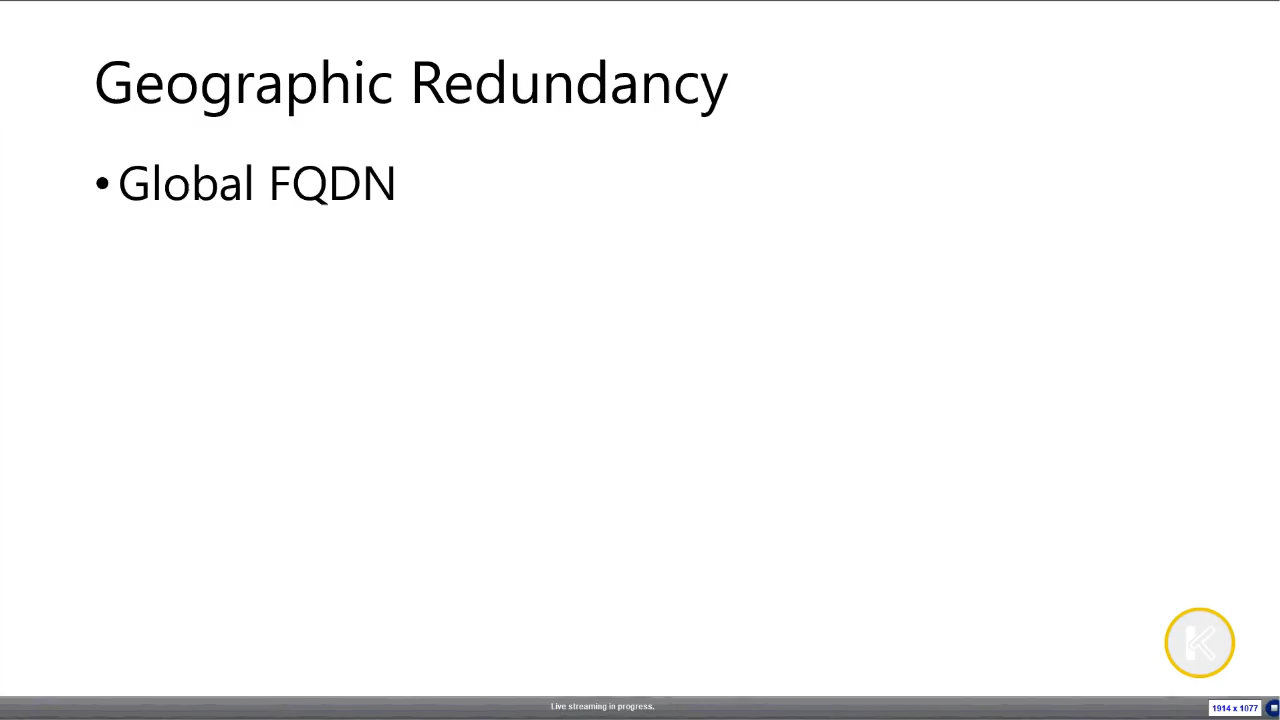 Geographic Redundancy
• Global FQDN
K
Live streaming in progress.
1914 x 1077